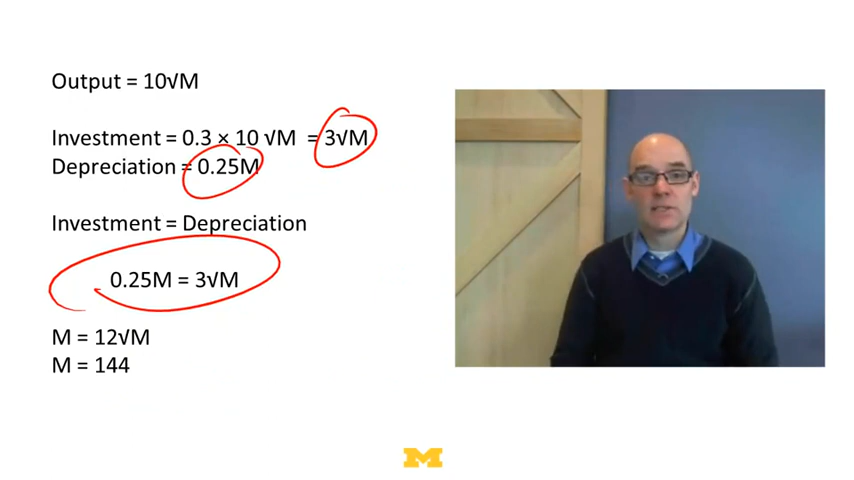 Output = 10√M
Investment = 0.3 × 10 √M = 3√M
Depreciation = 0.25M
Investment = Depreciation
0.25M = 3√M
M = 12√M
M = 144
M